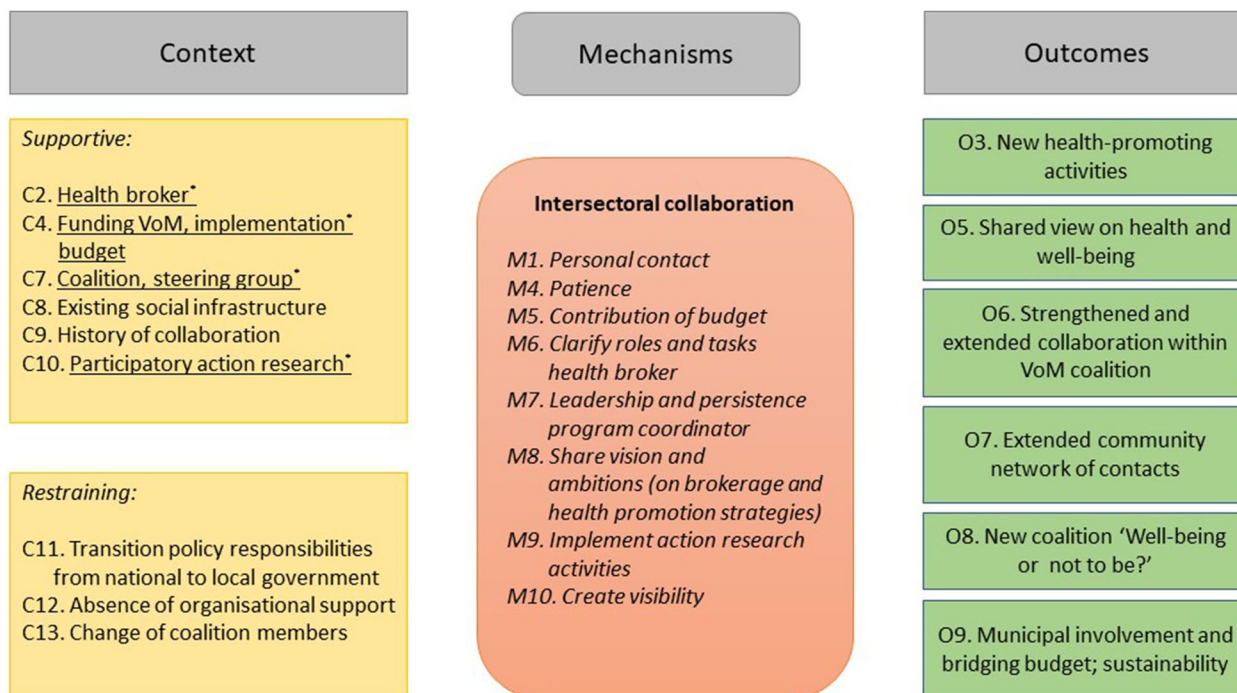 Context
Supportive:
C2. Health broker*
C4. Funding VoM, implementation*
budget
C7. Coalition, steering group*
C8. Existing social infrastructure
C9. History of collaboration
C10. Participatory action research*
Restraining:
C11. Transition policy responsibilities
from national to local government
C12. Absence of organisational support
C13. Change of coalition members
Mechanisms
Intersectoral collaboration
M1. Personal contact
M4. Patience
M5. Contribution of budget
M6. Clarify roles and tasks
health broker
M7. Leadership and persistence
program coordinator
M8. Share vision and
ambitions (on brokerage and
health promotion strategies)
M9. Implement action research
activities
M10. Create visibility
Outcomes
O3. New health-promoting
activities
O5. Shared view on health and
well-being
O6. Strengthened and
extended collaboration within
VoM coalition
O7. Extended community
network of contacts
O8. New coalition ‘Well-being
or not to be?’
O9. Municipal involvement and
bridging budget; sustainability